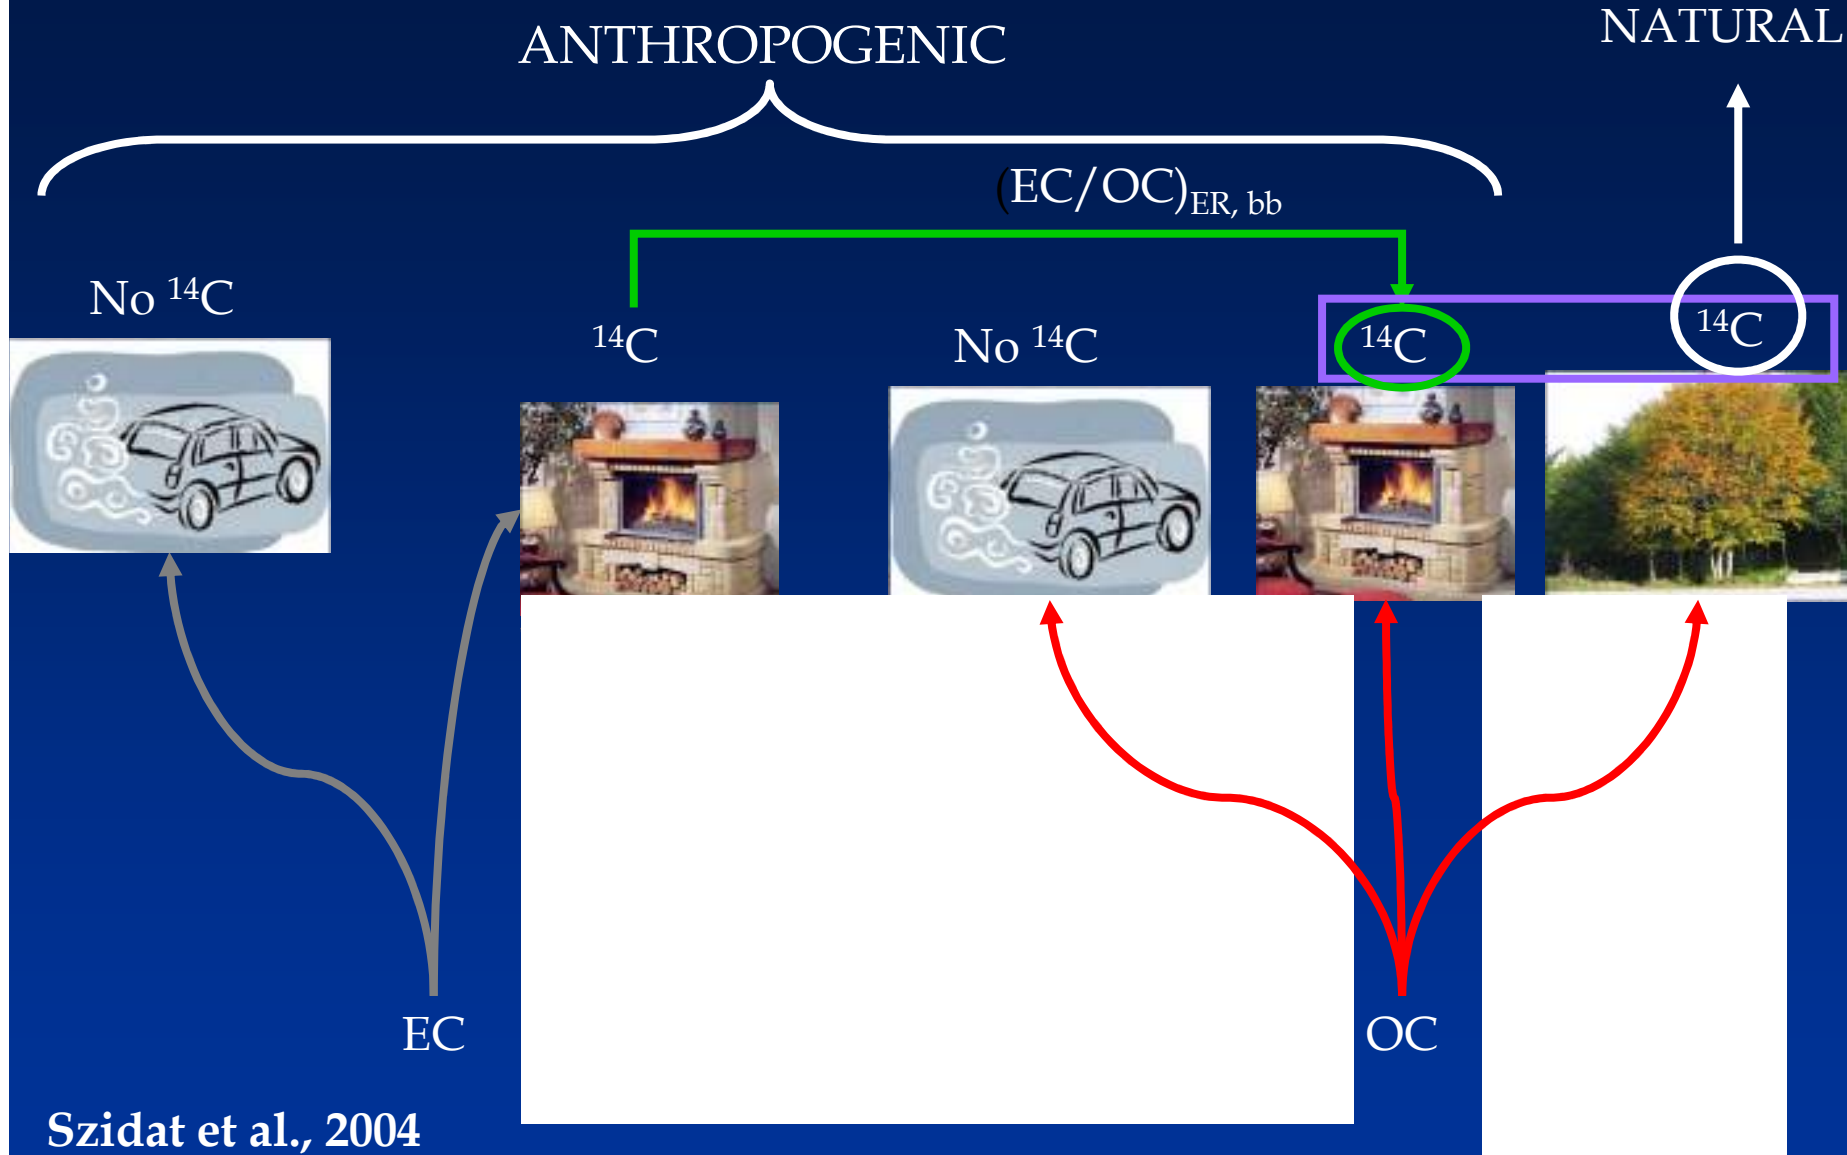 ANTHROPOGENIC
NATURAL
(EC/OC)ER, bb
No 14C
14C
No 14C
14C
14C
EC
OC
Szidat et al., 2004